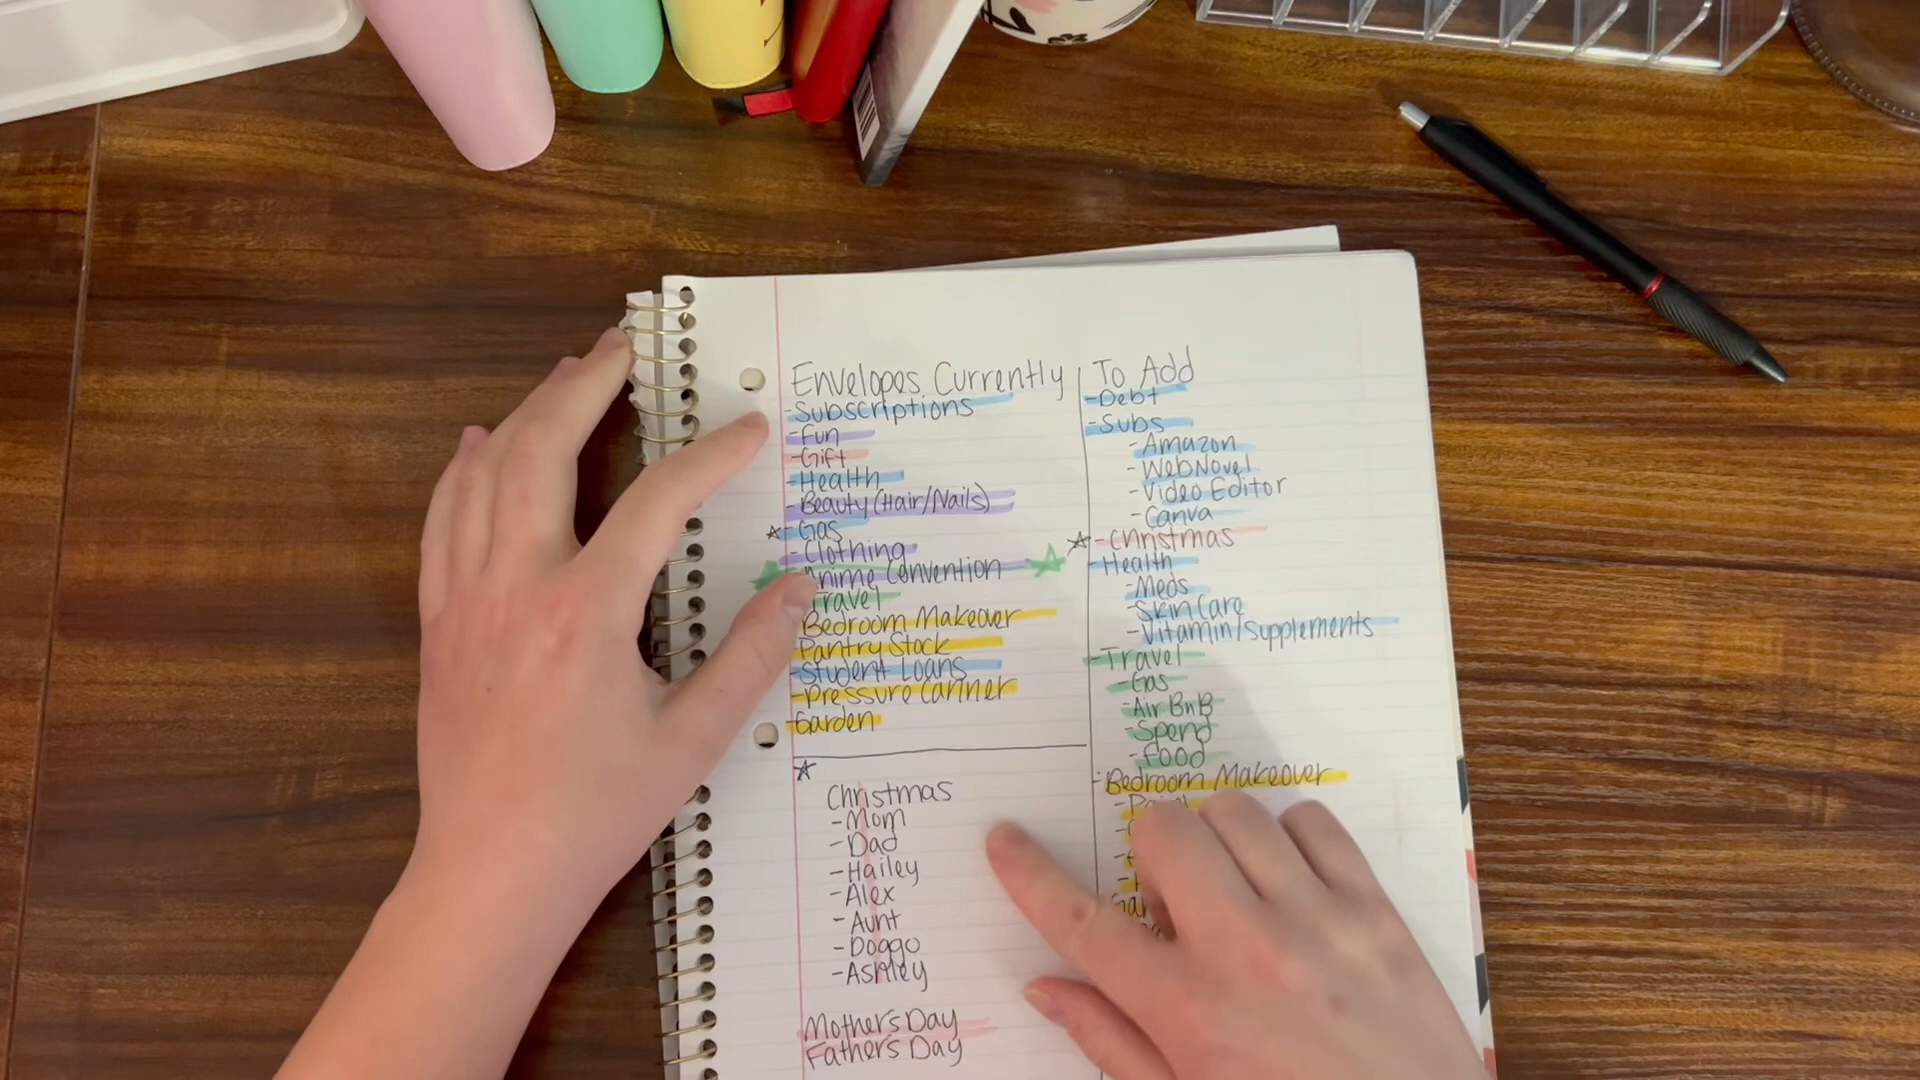 Envelopes Currently
-Subscriptions
-Fun
-Gift
-Health
-Beauty (Hair/Nails)
☆-Gas
-Clothing
Anime Convention
Travel
Bedroom Makeover
Pantry Stock
-Student Loans
-Pressure Canner
-Garden
☆
Christmas
-Mom
-Dad
-Hailey
-Alex
-Aunt
-Doggo
-Ashley
Mother's Day
Father's Day
To Add
-Debt
-Subs
-Amazon
-WebNovel
-Video Editor
-Canva
☆-Christmas
-Health
-Meds
-Skin Care
-Vitamin/Supplements
-Travel
-Gas
-Air BnB
-Spend
-Food
-Bedroom Makeover